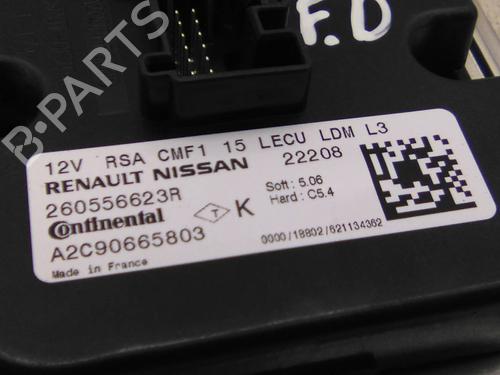 F.D
B-PARTS
12V RSA CMF1 15 LECU LDM L3
RENAULT NISSAN 22208
260556623R Soft : 5.06
Hard : C5.4
Continental T K
A2C90665803 0000/18802/621134362
Made in France